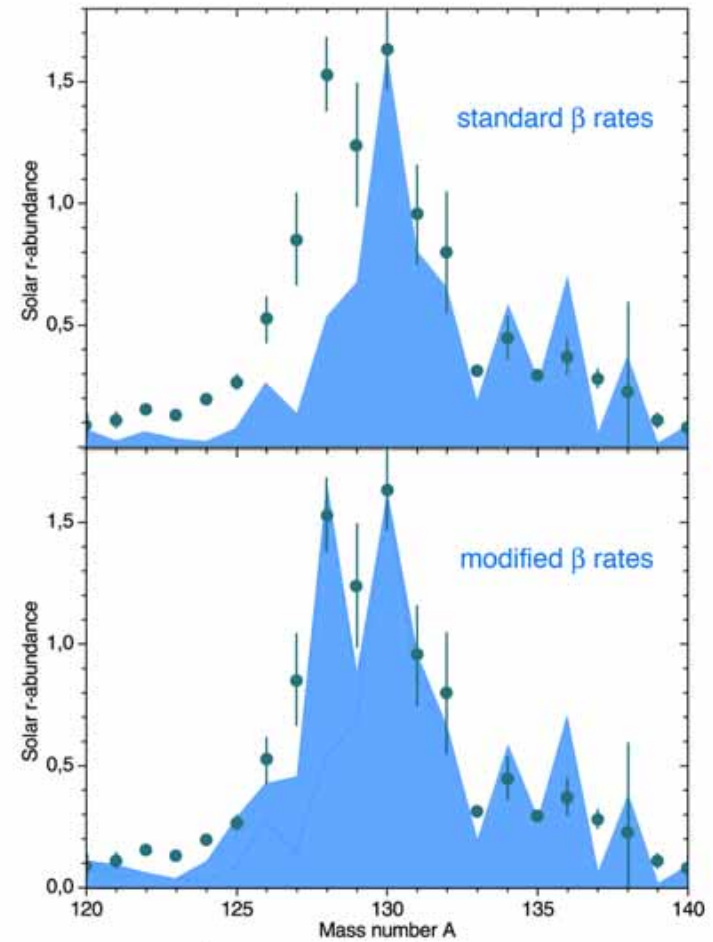 standard β rates
Solar r-abundance
1,5
1,0
0,5
modified β rates
Solar r-abundance
1,5
1,0
0,5
0,0
120 125 130 135 140
Mass number A